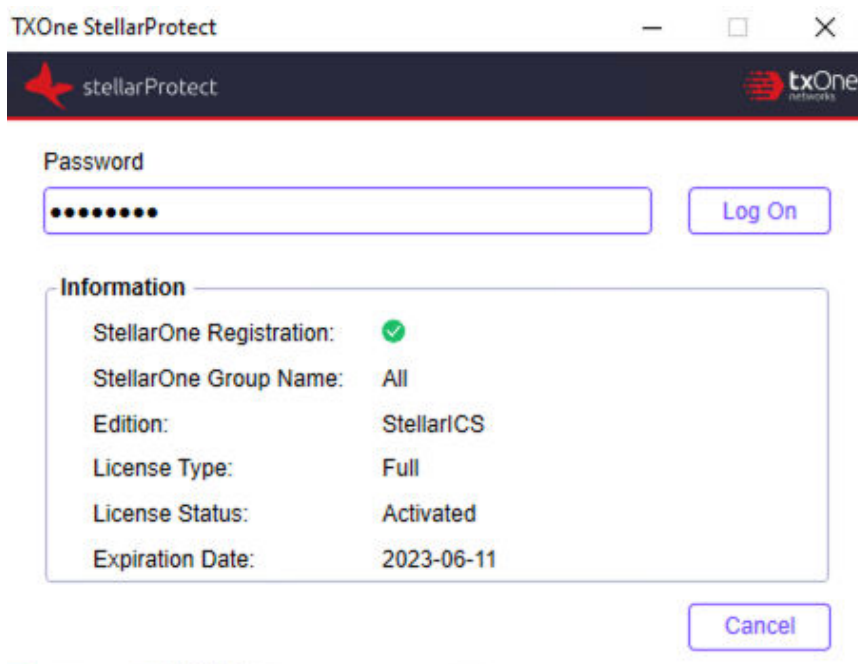 TXOne StellarProtect
stellarProtect
txOne
networks
Password
Log On
Information
StellarOne Registration:
StellarOne Group Name: All
Edition: StellarICS
License Type: Full
License Status: Activated
Expiration Date: 2023-06-11
Cancel